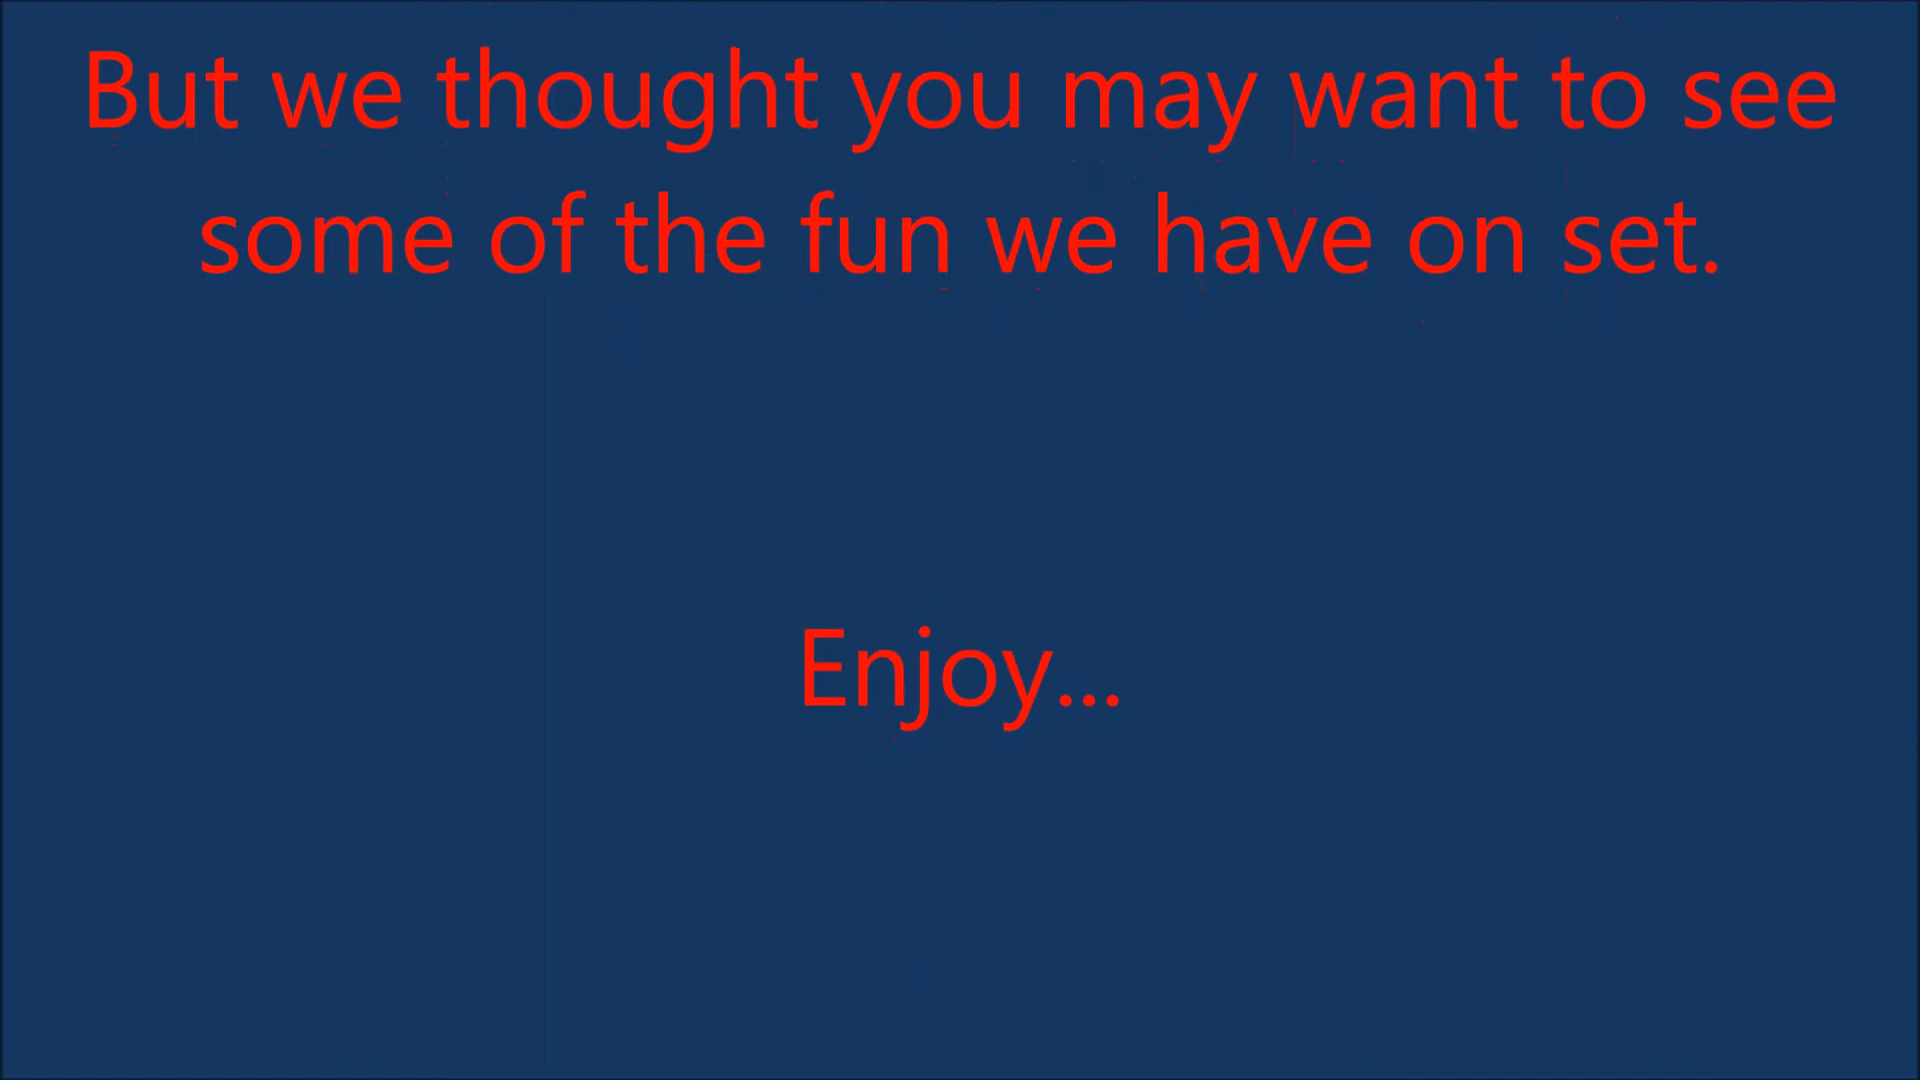 But we thought you may want to see
some of the fun we have on set.
Enjoy...